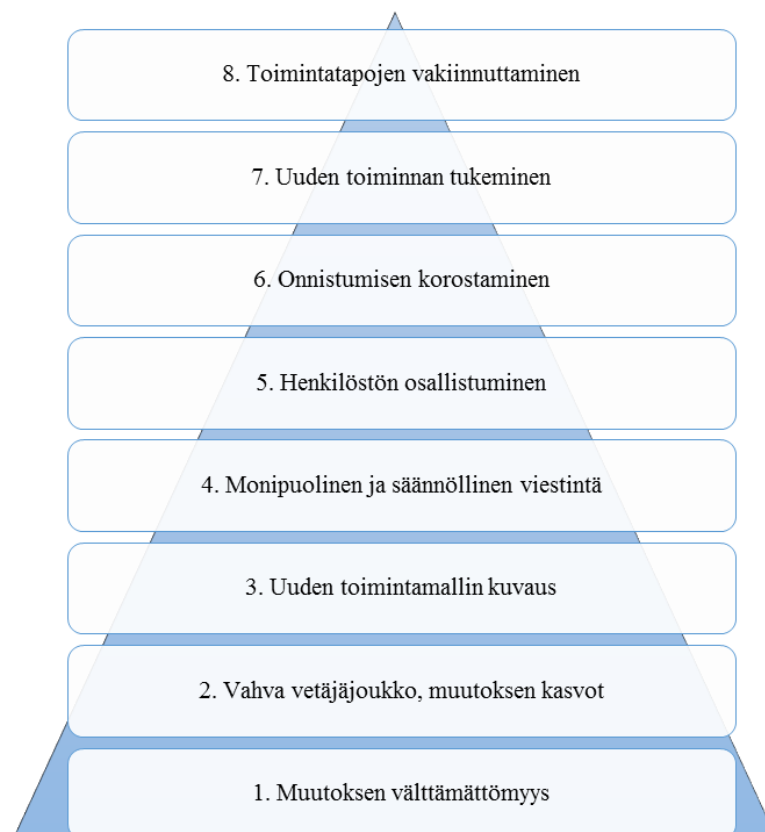 8. Toimintatapojen vakiinnuttaminen
7. Uuden toiminnan tukeminen
6. Onnistumisen korostaminen
5. Henkilöstön osallistuminen
4. Monipuolinen ja säännöllinen viestintä
3. Uuden toimintamallin kuvaus
2. Vahva vetäjäjoukko, muutoksen kasvot
1. Muutoksen välttämättömyys